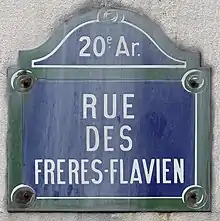 20e Ar.
RUE
DES
FRERES-FLAVIEN